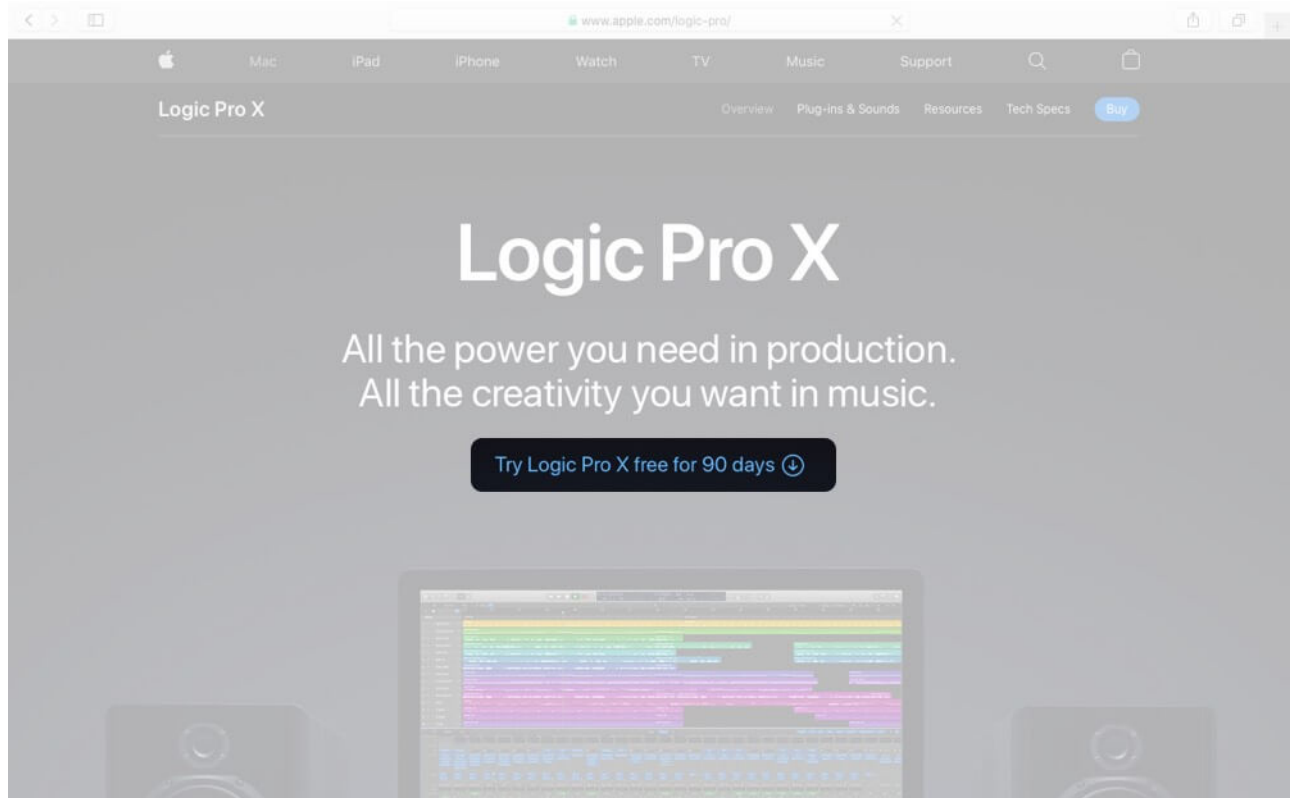 www.apple.com/logic-pro/
Mac iPad iPhone Watch TV Music Support
Logic Pro X Overview Plug-ins & Sounds Resources Tech Specs Buy
Logic Pro X
All the power you need in production.
All the creativity you want in music.
Try Logic Pro X free for 90 days